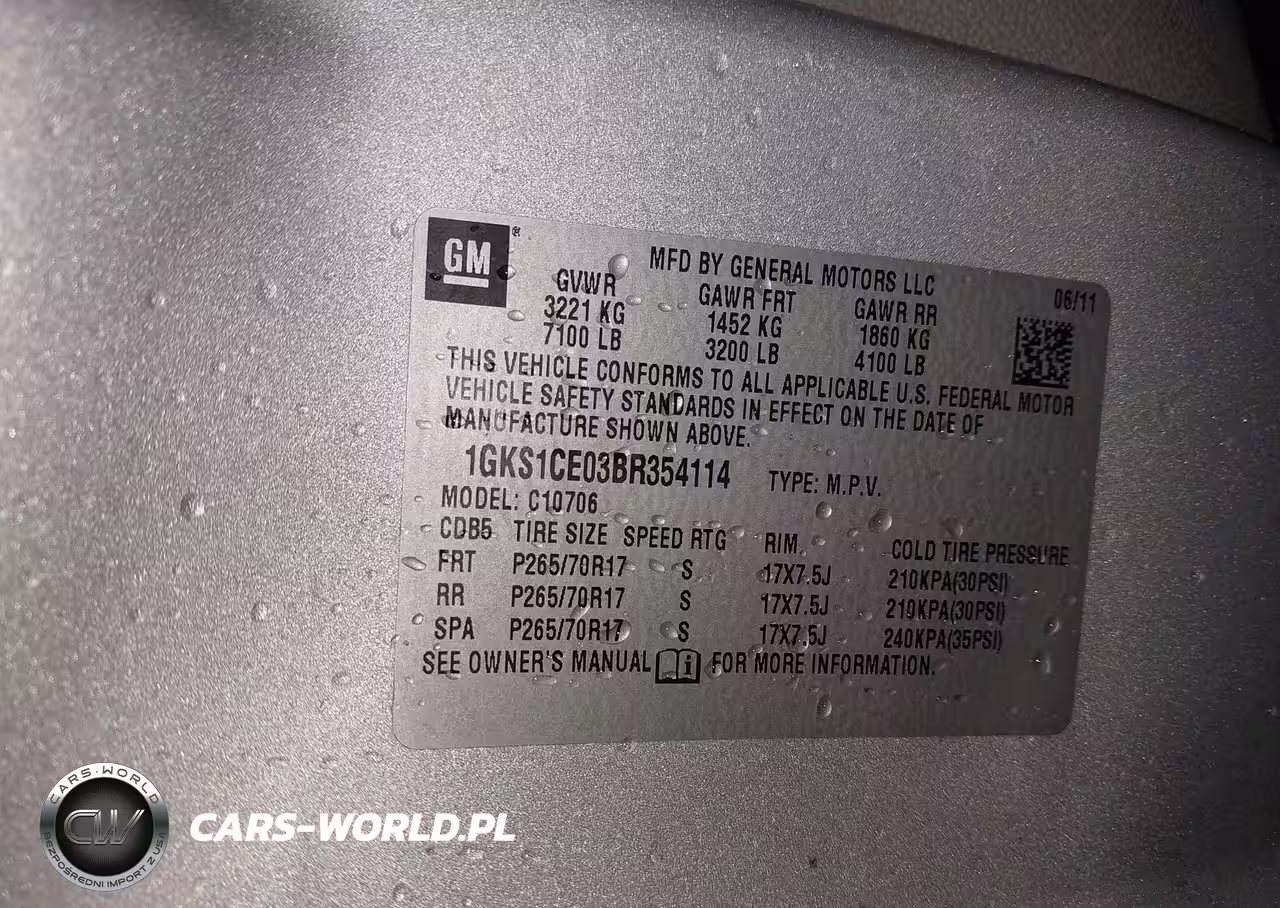 GM ®
MFD BY GENERAL MOTORS LLC
06/11
GVWR GAWR FRT GAWR RR
3221 KG 1452 KG 1860 KG
7100 LB 3200 LB 4100 LB
THIS VEHICLE CONFORMS TO ALL APPLICABLE U.S. FEDERAL MOTOR
VEHICLE SAFETY STANDARDS IN EFFECT ON THE DATE OF
MANUFACTURE SHOWN ABOVE.
1GKS1CE03BR354114 TYPE: M.P.V.
MODEL: C10706
CDB5 TIRE SIZE SPEED RTG RIM COLD TIRE PRESSURE
FRT P265/70R17 S 17X7.5J 210KPA(30PSI)
RR P265/70R17 S 17X7.5J 210KPA(30PSI)
SPA P265/70R17 S 17X7.5J 240KPA(35PSI)
SEE OWNER'S MANUAL i FOR MORE INFORMATION.
CARS-WORLD
CW
BEZPOŚREDNI IMPORT Z USA
CARS-WORLD.PL